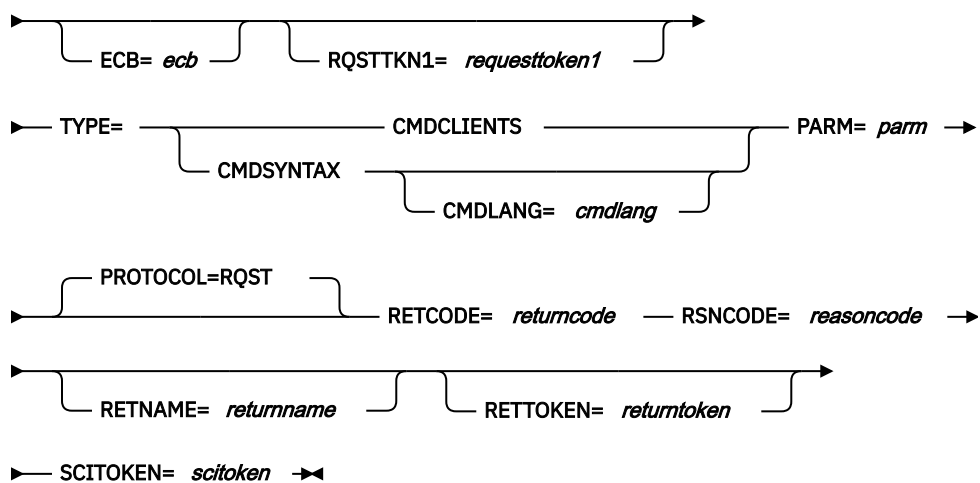 ECB= ecb RQSTTKN1= requesttoken1
TYPE= CMDCLIENTS PARM= parm
CMDSYNTAX
CMDLANG= cmdlang
PROTOCOL=RQST
RETCODE= returncode RSNCODE= reasoncode
RETNAME= returnname RETTOKEN= returntoken
SCITOKEN= scitoken